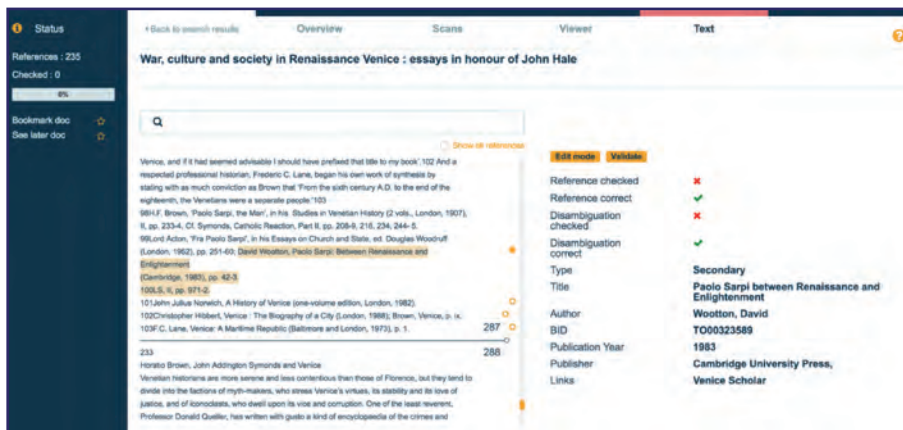 Status
References : 235
Checked : 0
0%
Bookmark doc
See later doc
Back to search results
Overview
Scans
Viewer
Text
War, culture and society in Renaissance Venice : essays in honour of John Hale
Show all references
Venice, and if it had seemed advisable I should have prefixed that title to my book'.102 And a
respected professional historian, Frederic C. Lane, began his own work of synthesis by
stating with as much conviction as Brown that 'From the sixth century A.D. to the end of the
eighteenth, the Venetians were a separate people.'103
98H.F. Brown, 'Paolo Sarpi, the Man', in his Studies in Venetian History (2 vols., London, 1907),
II, pp. 233-4. Cf. Symonds, Catholic Reaction, Part II, pp. 208-9, 216, 234, 244-5.
99Lord Acton, 'Fra Paolo Sarpi', in his Essays on Church and State, ed. Douglas Woodruff
(London, 1952), pp. 251-60; David Wootton, Paolo Sarpi: Between Renaissance and
Enlightenment
(Cambridge, 1983), pp. 42-3.
100LS, II, pp. 971-2.
101John Julius Norwich, A History of Venice (one-volume edition, London, 1982).
102Christopher Hibbert, Venice : The Biography of a City (London, 1988); Brown, Venice, p. ix.
103F.C. Lane, Venice: A Maritime Republic (Baltimore and London, 1973), p. 1.
287
233
288
Horatio Brown, John Addington Symonds and Venice
Venetian historians are more serene and less contentious than those of Florence, but they tend to
divide into the factions of myth-makers, who stress Venice's virtues, its stability and its love of
justice, and of iconoclasts, who dwell upon its vice and corruption. One of the least reverent,
Professor Donald Queller, has written with gusto a kind of encyclopaedia of the crimes and
Edit mode
Validate
Reference checked
Reference correct
Disambiguation
checked
Disambiguation
correct
Type Secondary
Title Paolo Sarpi between Renaissance and
Enlightenment
Author Wootton, David
BID TO00323589
Publication Year 1983
Publisher Cambridge University Press,
Links Venice Scholar